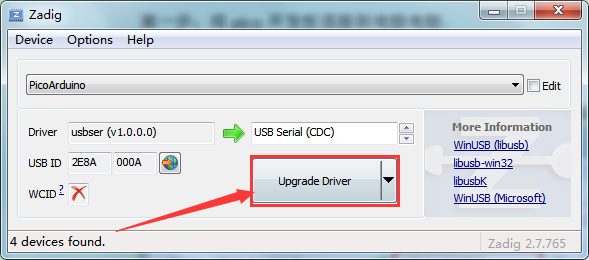 Zadig
Device Options Help
PicoArduino
Edit
Driver usbser (v1.0.0.0) USB Serial (CDC)
USB ID 2E8A 000A
WCID ?
Upgrade Driver
More Information
WinUSB (libusb)
libusb-win32
libusbK
WinUSB (Microsoft)
4 devices found.
Zadig 2.7.765